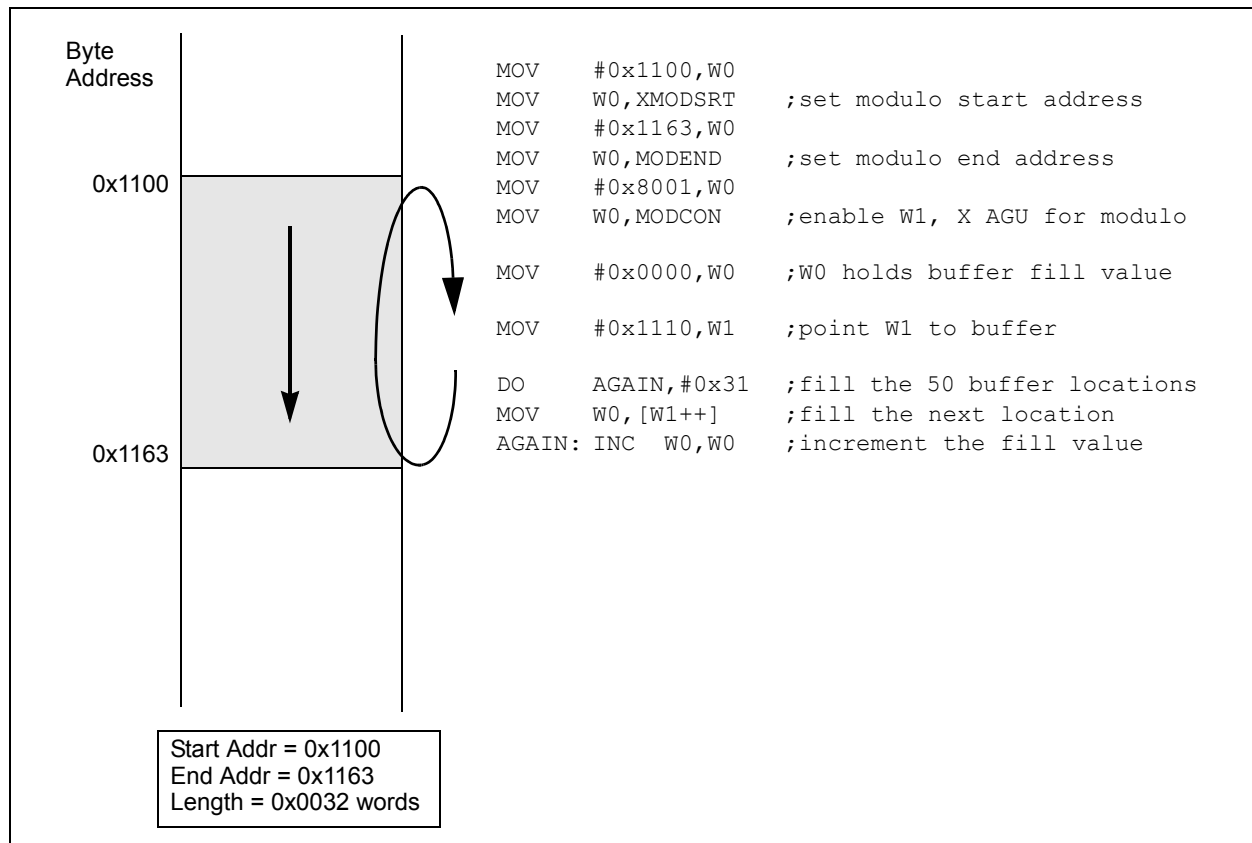 Byte
Address
0x1100
0x1163
MOV #0x1100,W0
MOV W0,XMODSRT ;set modulo start address
MOV #0x1163,W0
MOV W0,MODEND ;set modulo end address
MOV #0x8001,W0
MOV W0,MODCON ;enable W1, X AGU for modulo
MOV #0x0000,W0 ;W0 holds buffer fill value
MOV #0x1110,W1 ;point W1 to buffer
DO AGAIN,#0x31 ;fill the 50 buffer locations
MOV W0,[W1++] ;fill the next location
AGAIN: INC W0,W0 ;increment the fill value
Start Addr = 0x1100
End Addr = 0x1163
Length = 0x0032 words